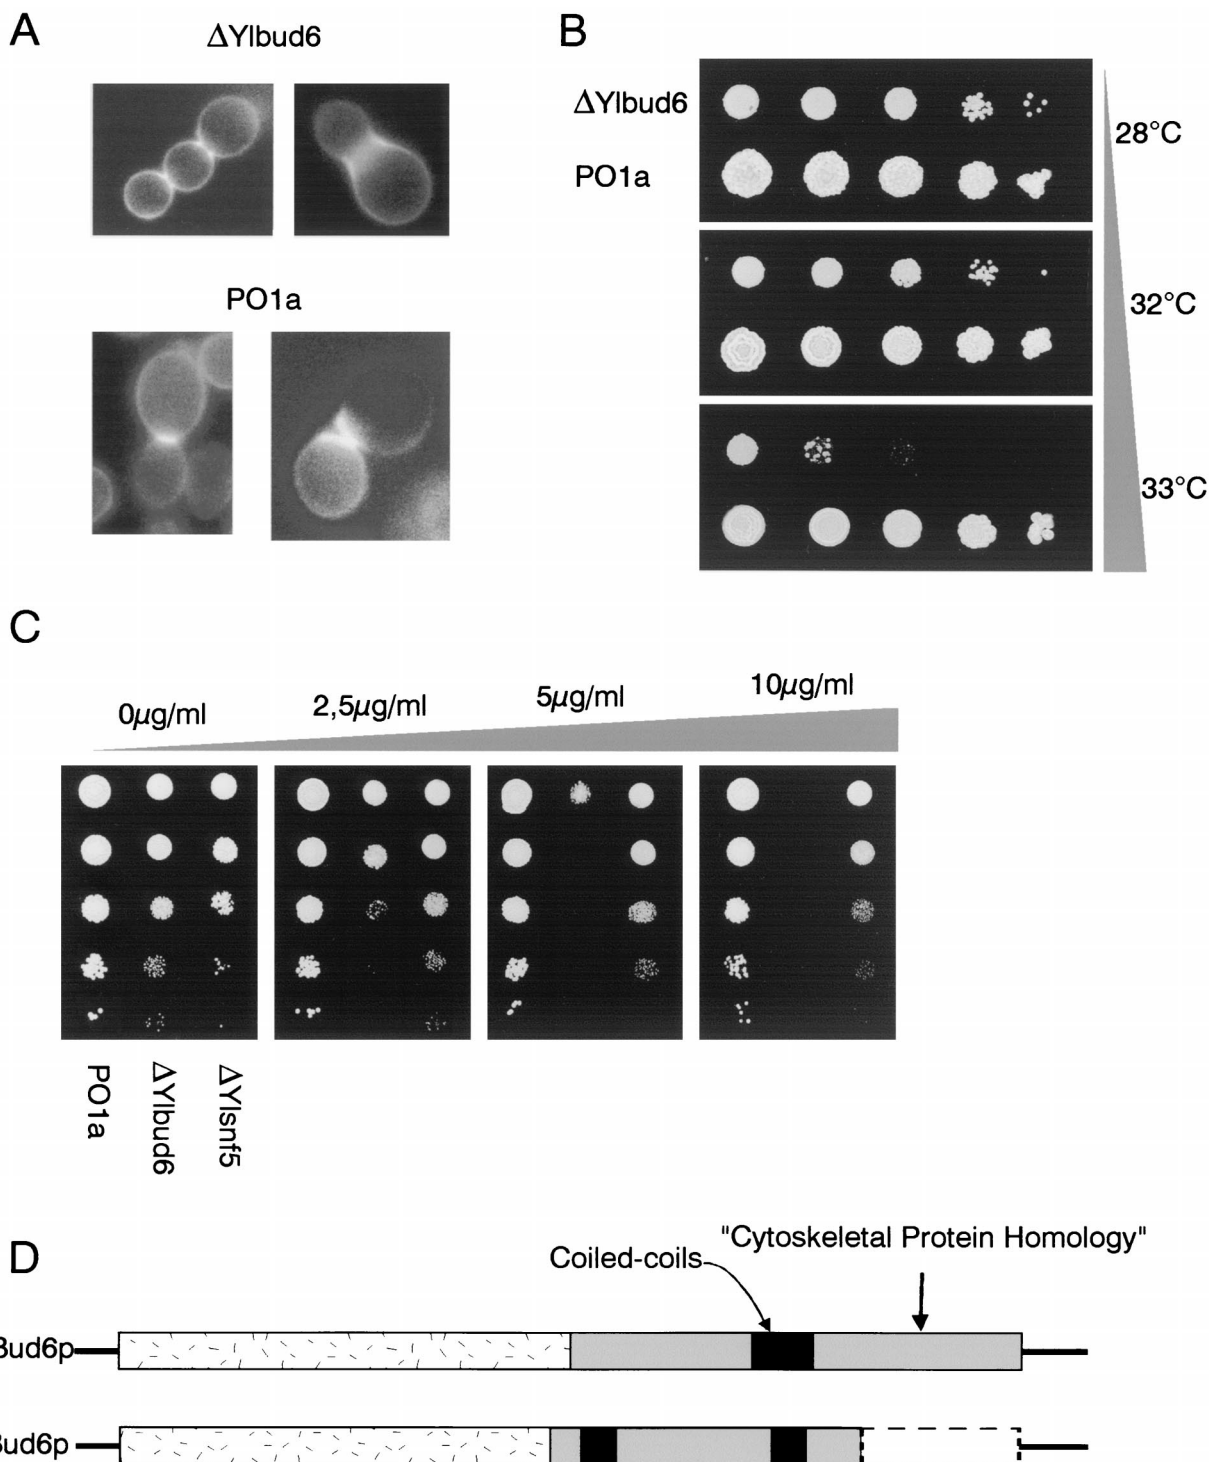 A
ΔYlbud6
PO1a
B
ΔYlbud6
PO1a
28°C
32°C
33°C
C
0µg/ml
2,5µg/ml
5µg/ml
10µg/ml
PO1a
ΔYlbud6
ΔYlsnf5
D
"Cytoskeletal Protein Homology"
Coiled-coils
Bud6p
Bud6p